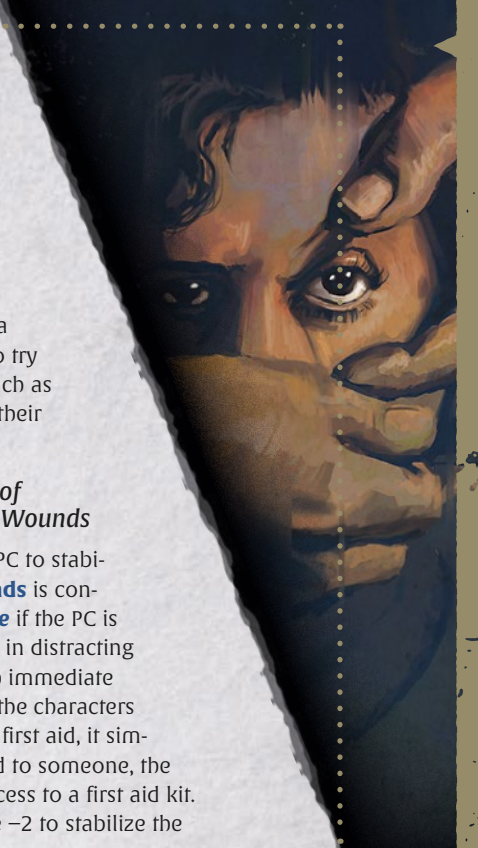 a
o try
ch as
their
of
Wounds
PC to stabi-
nds is con-
e if the PC is
in distracting
o immediate
the characters
first aid, it sim-
d to someone, the
cess to a first aid kit.
e –2 to stabilize the